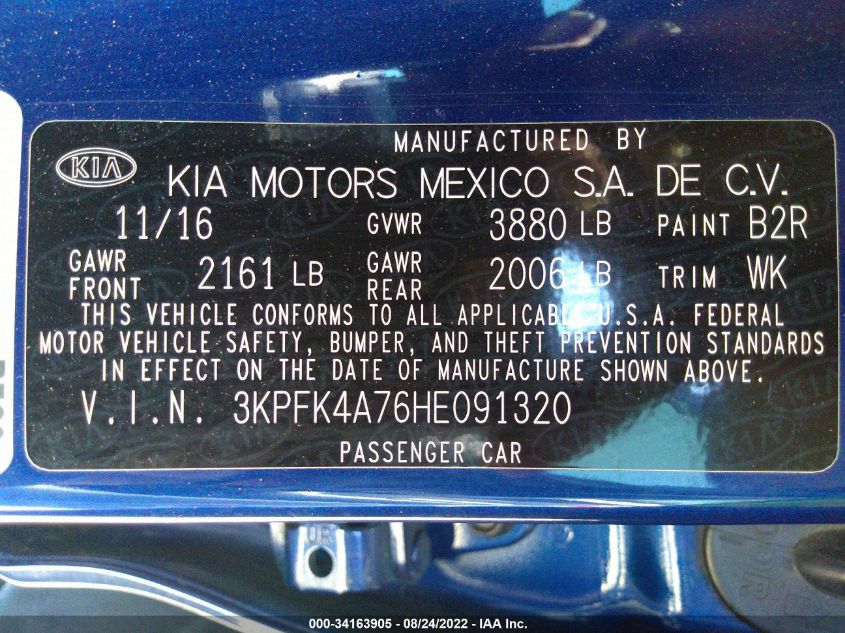 MANUFACTURED BY
KIA KIA MOTORS MEXICO S.A. DE C.V.
11/16 GVWR 3880 LB PAINT B2R
GAWR FRONT 2161 LB GAWR REAR 2006 LB TRIM WK
THIS VEHICLE CONFORMS TO ALL APPLICABLE U.S.A. FEDERAL
MOTOR VEHICLE SAFETY, BUMPER, AND THEFT PREVENTION STANDARDS
IN EFFECT ON THE DATE OF MANUFACTURE SHOWN ABOVE.
V.I.N. 3KPFK4A76HE091320
PASSENGER CAR
000-34163905 - 08/24/2022 - IAA Inc.